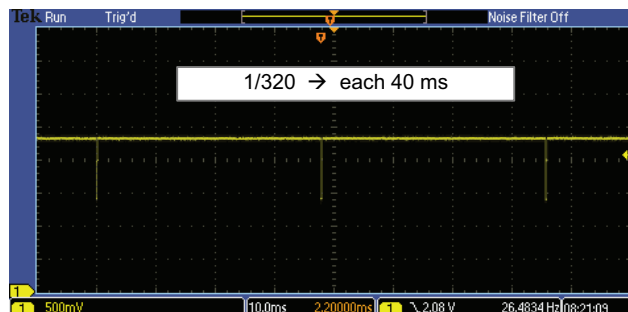 Tek Run Trig'd Noise Filter Off
T
T
1/320 → each 40 ms
1
1 500mV 10.0ms 2.20000ms 1 2.08 V 26.4834 Hz 08:21:09